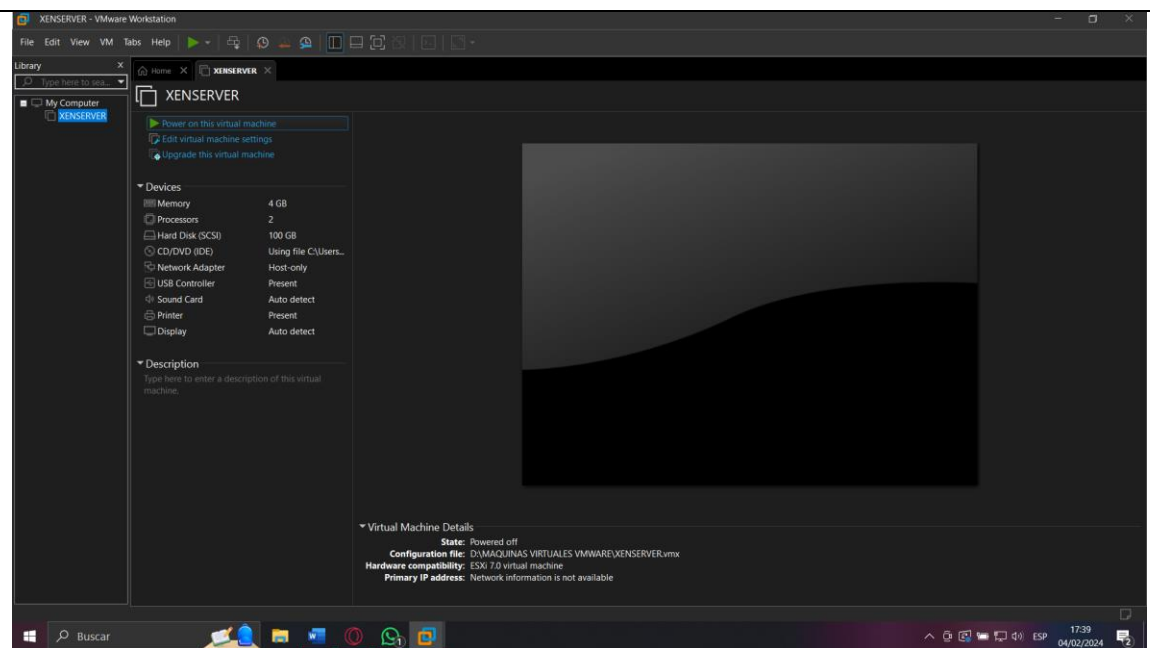 XENSERVER - VMware Workstation
File Edit View VM Tabs Help
Library X
Home X XENSERVER X
Type here to sea...
My Computer
XENSERVER
XENSERVER
Power on this virtual machine
Edit virtual machine settings
Upgrade this virtual machine
Devices
Memory 4 GB
Processors 2
Hard Disk (SCSI) 100 GB
CD/DVD (IDE) Using file C:\Users...
Network Adapter Host-only
USB Controller Present
Sound Card Auto detect
Printer Present
Display Auto detect
Description
Type here to enter a description of this virtual
machine.
Virtual Machine Details
State: Powered off
Configuration file: D:\MAQUINAS VIRTUALES VMWARE\XENSERVER.vmx
Hardware compatibility: ESXi 7.0 virtual machine
Primary IP address: Network information is not available
Buscar
ESP
17:39
04/02/2024
2